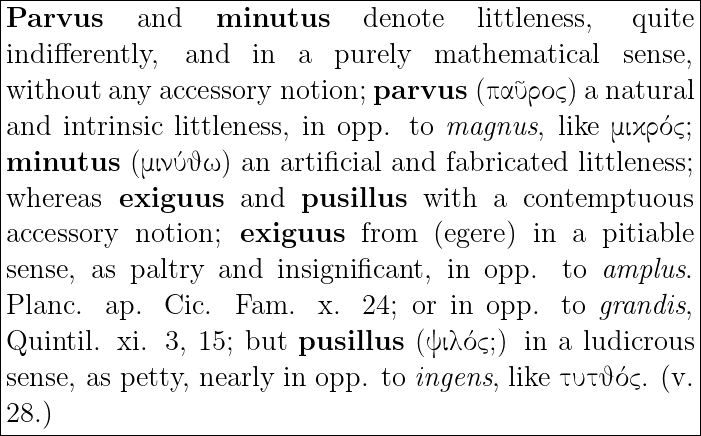 Parvus and minutus denote littleness, quite
indifferently, and in a purely mathematical sense,
without any accessory notion; parvus (παῦρος) a natural
and intrinsic littleness, in opp. to magnus, like μικρός;
minutus (μινύθω) an artificial and fabricated littleness;
whereas exiguus and pusillus with a contemptuous
accessory notion; exiguus from (egere) in a pitiable
sense, as paltry and insignificant, in opp. to amplus.
Planc. ap. Cic. Fam. x. 24; or in opp. to grandis,
Quintil. xi. 3, 15; but pusillus (ψιλός;) in a ludicrous
sense, as petty, nearly in opp. to ingens, like τυτθός. (v.
28.)